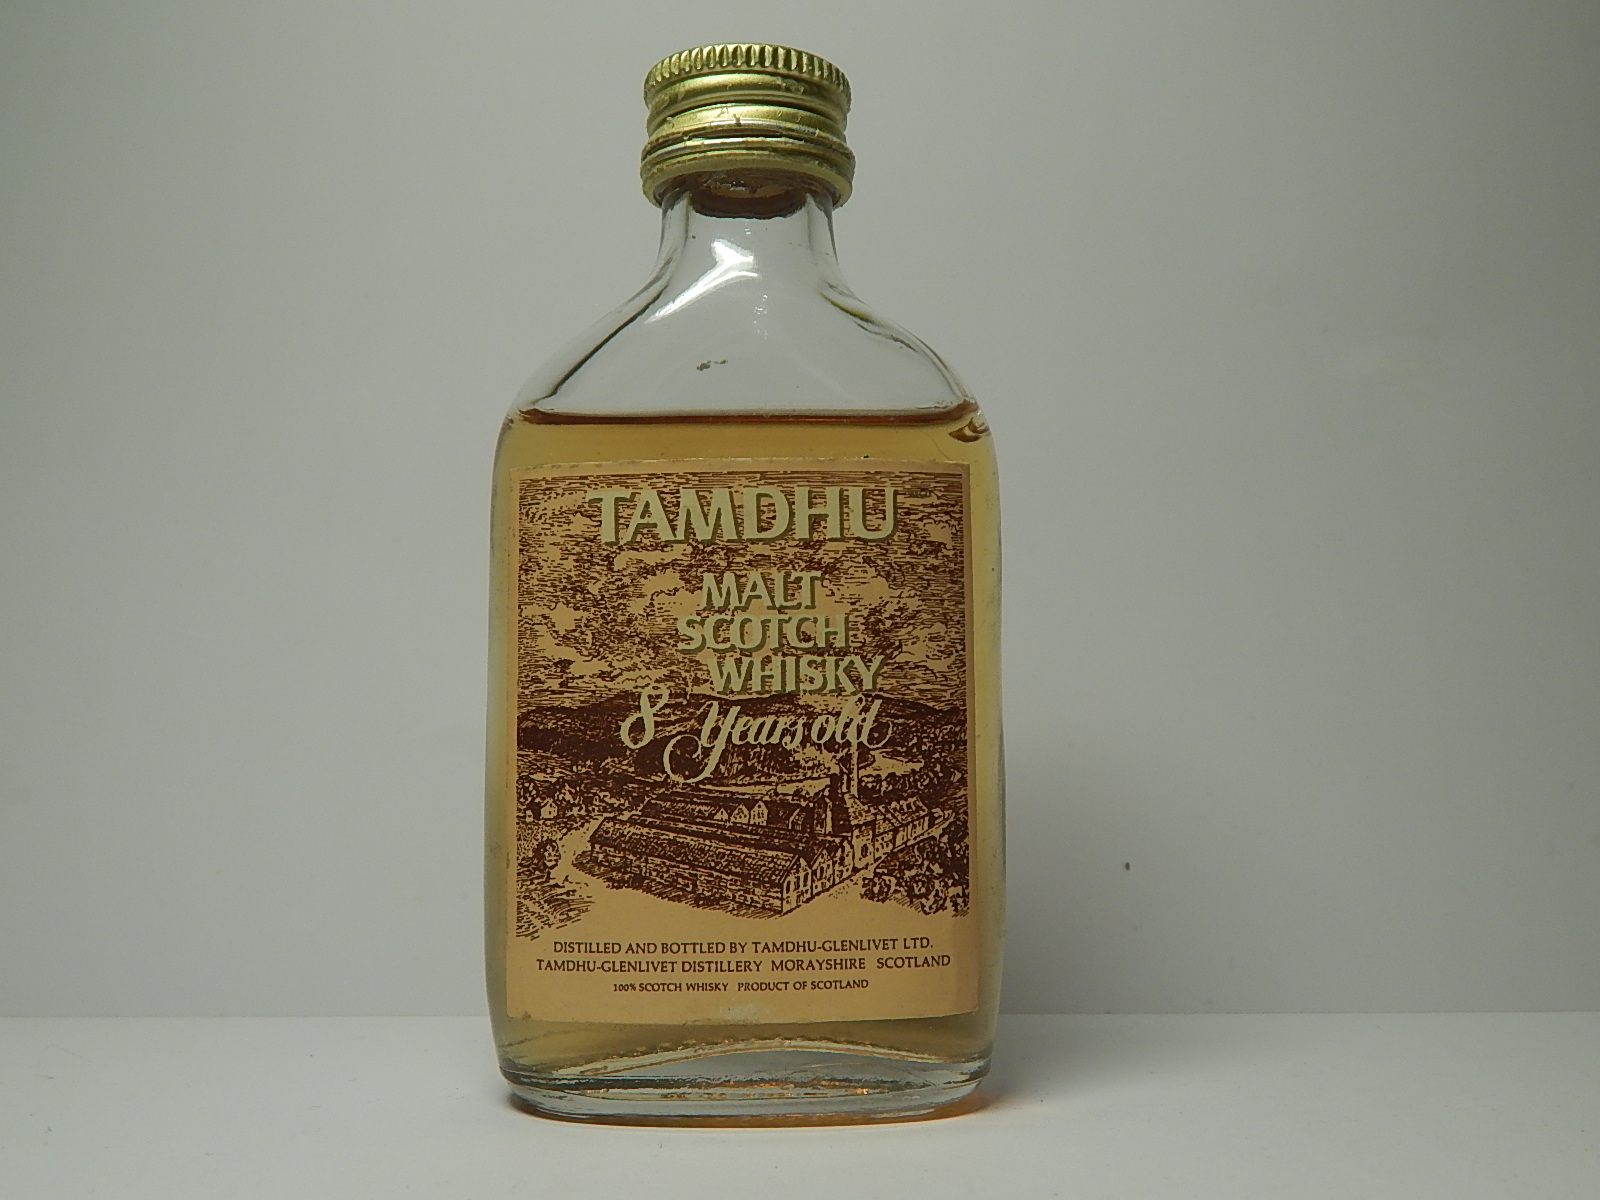 TAMDHU
MALT
SCOTCH
WHISKY
8 Years old
DISTILLED AND BOTTLED BY TAMDHU-GLENLIVET LTD.
TAMDHU-GLENLIVET DISTILLERY MORAYSHIRE SCOTLAND
100% SCOTCH WHISKY PRODUCT OF SCOTLAND